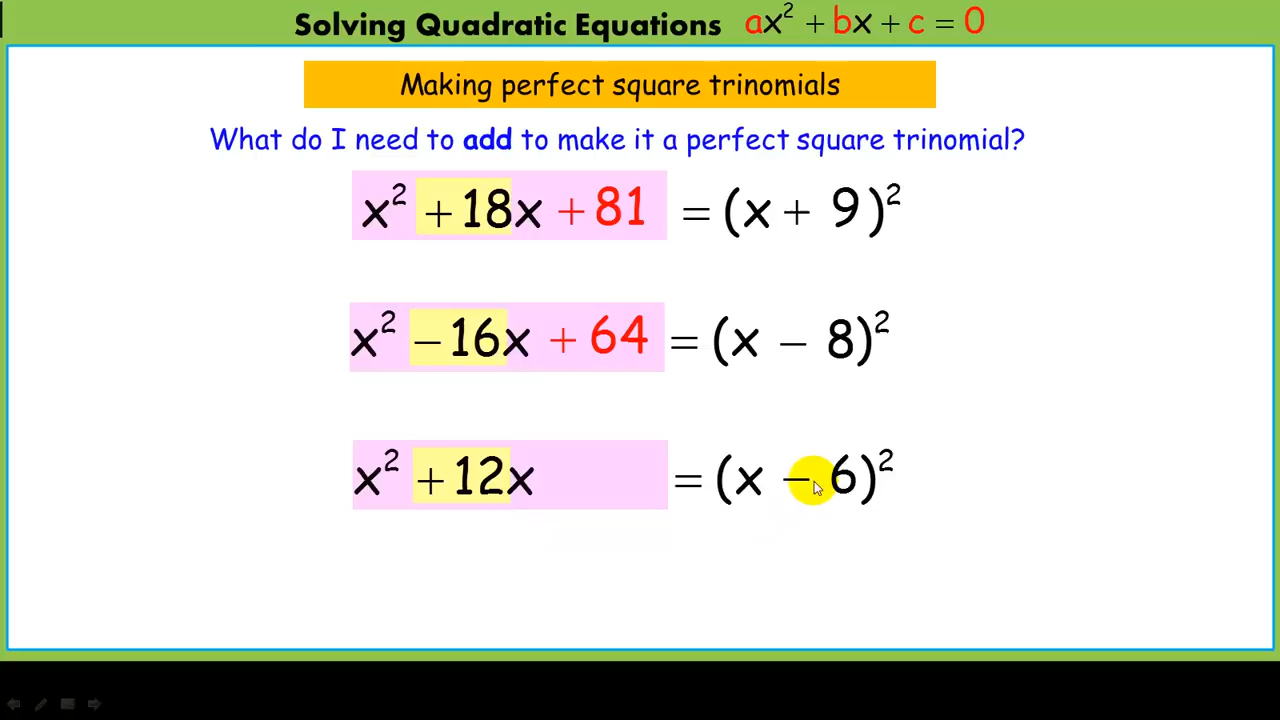 Solving Quadratic Equations ax² + bx + c = 0
Making perfect square trinomials
What do I need to add to make it a perfect square trinomial?
x² + 18x + 81 = (x + 9)²
x² − 16x + 64 = (x − 8)²
x² + 12x = (x − 6)²